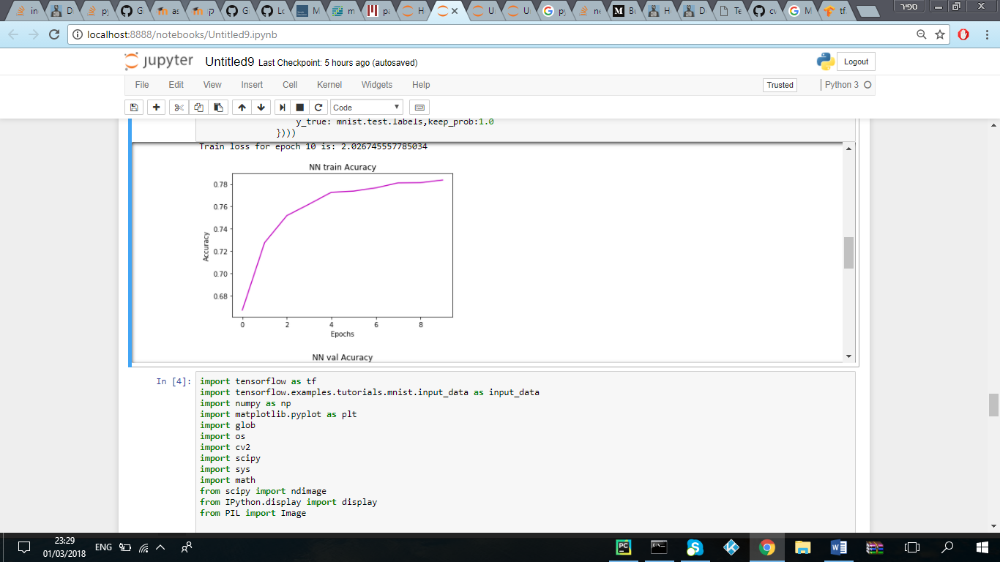 in
D
py
G
as
ק
G
Lo
M
m
pa
H
U
U
py
ne
M
Bu
H
D
Te
cv
M
tf.
ספיר
localhost:8888/notebooks/Untitled9.ipynb
jupyter Untitled9 Last Checkpoint: 5 hours ago (autosaved)
Logout
File Edit View Insert Cell Kernel Widgets Help
Trusted
Python 3
Code
y_true: mnist.test.labels,keep_prob:1.0
})))
Train loss for epoch 10 is: 2.026745557785034
NN train Acuracy
0.78
0.76
0.74
0.72
0.70
0.68
Accuracy
0 2 4 6 8
Epochs
NN val Acuracy
In [4]:
import tensorflow as tf
import tensorflow.examples.tutorials.mnist.input_data as input_data
import numpy as np
import matplotlib.pyplot as plt
import glob
import os
import cv2
import scipy
import sys
import math
from scipy import ndimage
from IPython.display import display
from PIL import Image
23:29
01/03/2018
ENG
PC